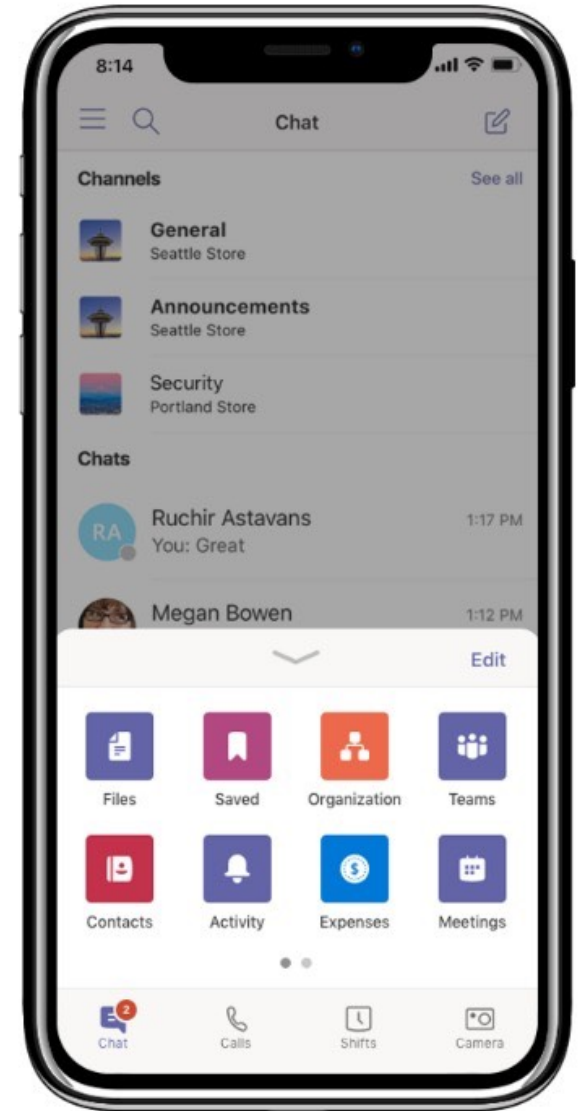 8:14
Chat
Channels See all
General
Seattle Store
Announcements
Seattle Store
Security
Portland Store
Chats
RA
Ruchir Astavans 1:17 PM
You: Great
Megan Bowen 1:12 PM
Edit
Files Saved Organization Teams
Contacts Activity Expenses Meetings
2
Chat Calls Shifts Camera